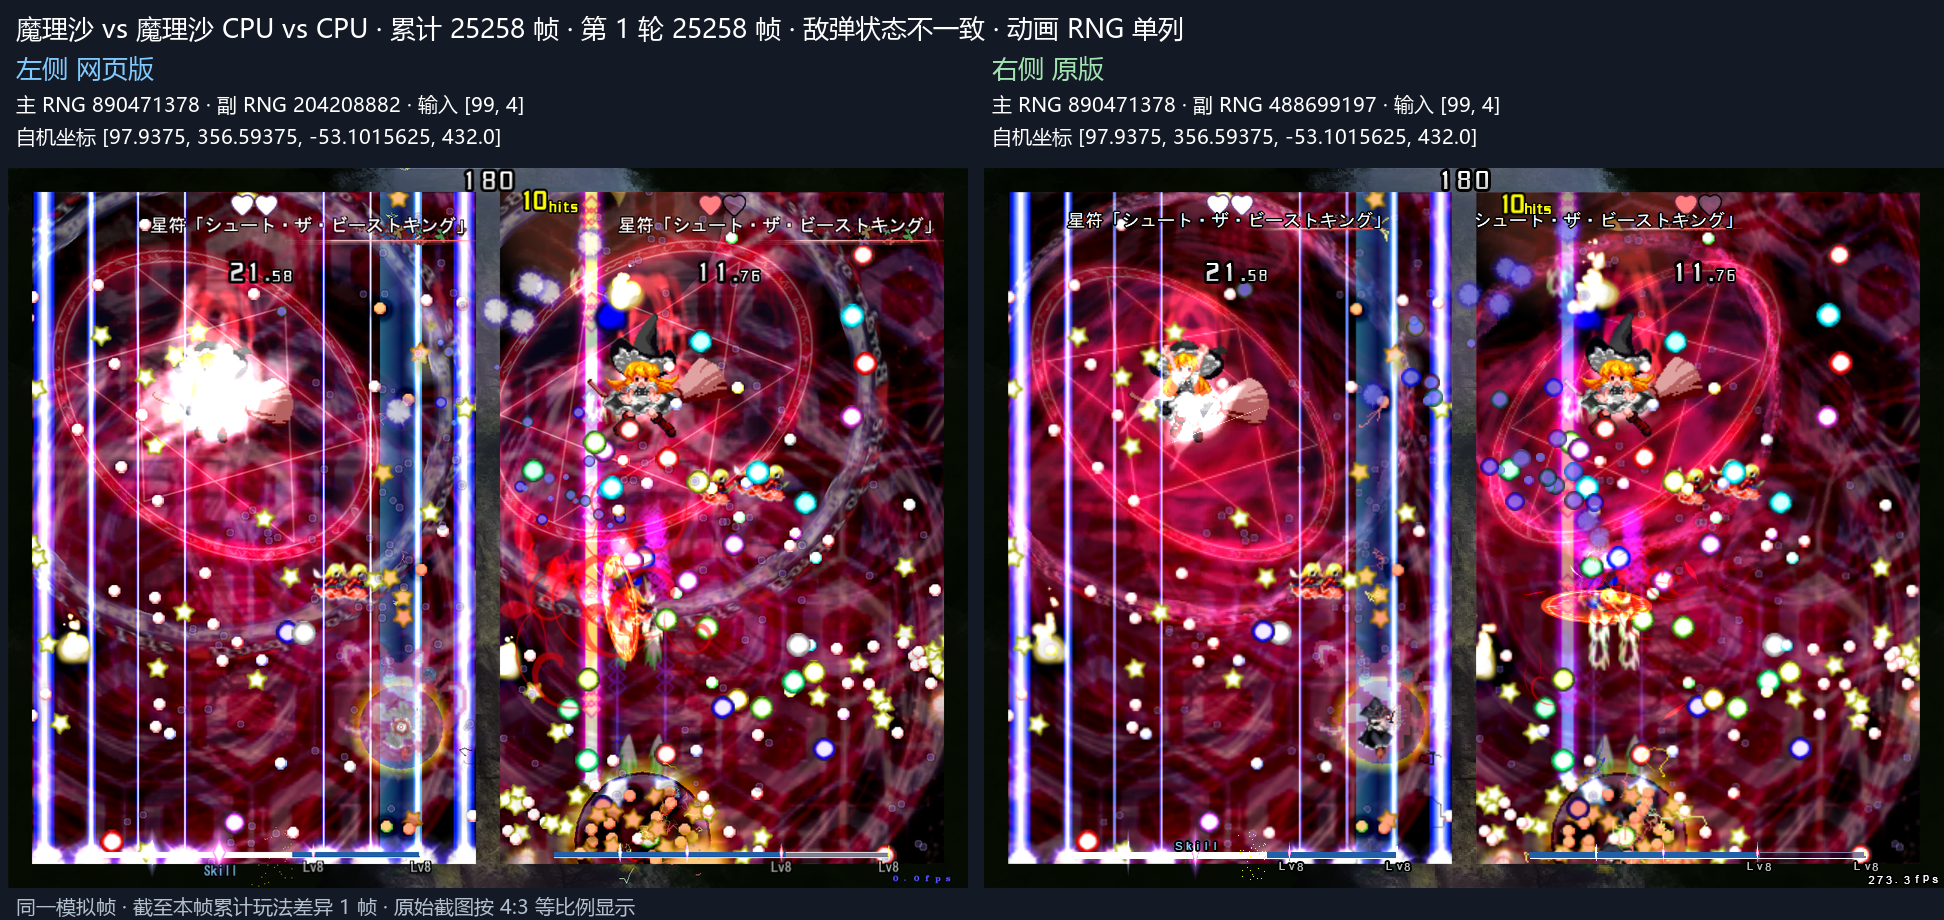 魔理沙 vs 魔理沙 CPU vs CPU · 累计 25258 帧 · 第 1 轮 25258 帧 · 敌弹状态不一致 · 动画 RNG 单列
左侧 网页版
主 RNG 890471378 · 副 RNG 204208882 · 输入 [99, 4]
自机坐标 [97.9375, 356.59375, -53.1015625, 432.0]
右侧 原版
主 RNG 890471378 · 副 RNG 488699197 · 输入 [99, 4]
自机坐标 [97.9375, 356.59375, -53.1015625, 432.0]
180
10hits
星符「シュート・ザ・ビーストキング」
星符「シュート・ザ・ビーストキング」
21.58
11.76
Skill
Lv8
Lv8
Lv8
Lv8
0.0fps
180
10hits
星符「シュート・ザ・ビーストキング」
シュート・ザ・ビーストキング」
21.58
11.76
Skill
Lv8
Lv8
Lv8
Lv8
273.3fps
同一模拟帧 · 截至本帧累计玩法差异 1 帧 · 原始截图按 4:3 等比例显示